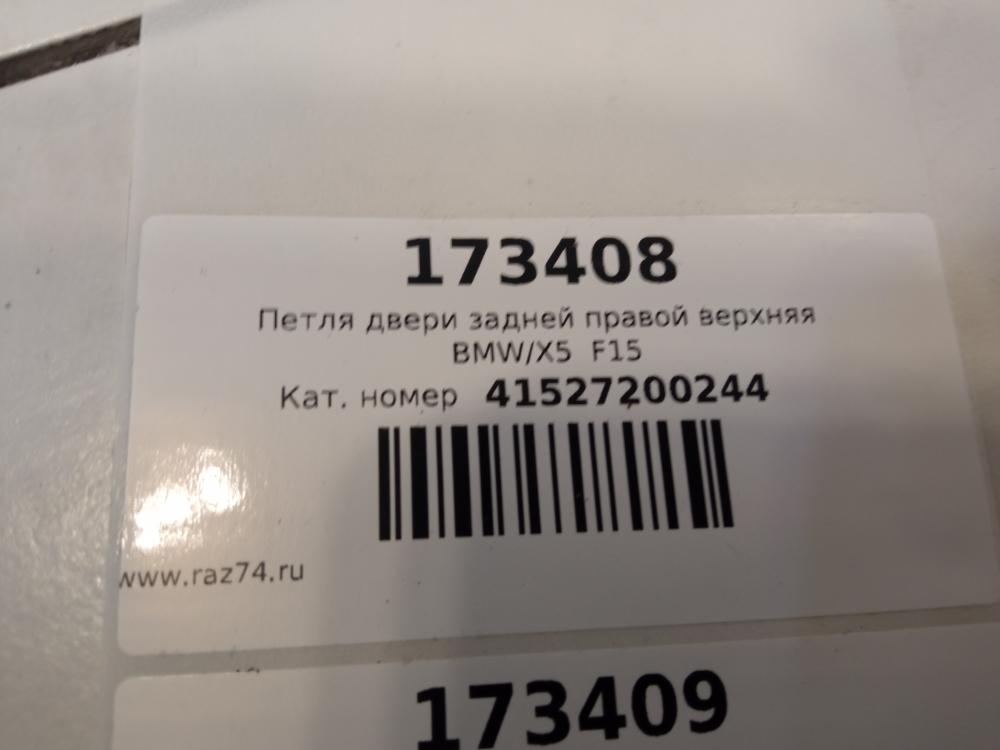 173408
Петля двери задней правой верхняя
BMW/X5 F15
Кат. номер 41527200244
www.raz74.ru
173409